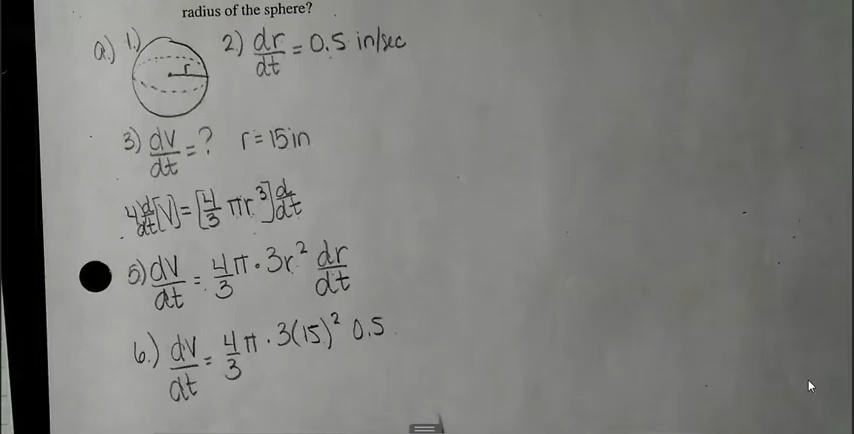 radius of the sphere?
a.) 1.) r 2) dr/dt = 0.5 in/sec
3) dV/dt = ? r = 15in
4) d/dt [V] = [4/3 πr³] d/dt
5) dV/dt = 4/3 π · 3r² dr/dt
6.) dV/dt = 4/3 π · 3(15)² 0.5